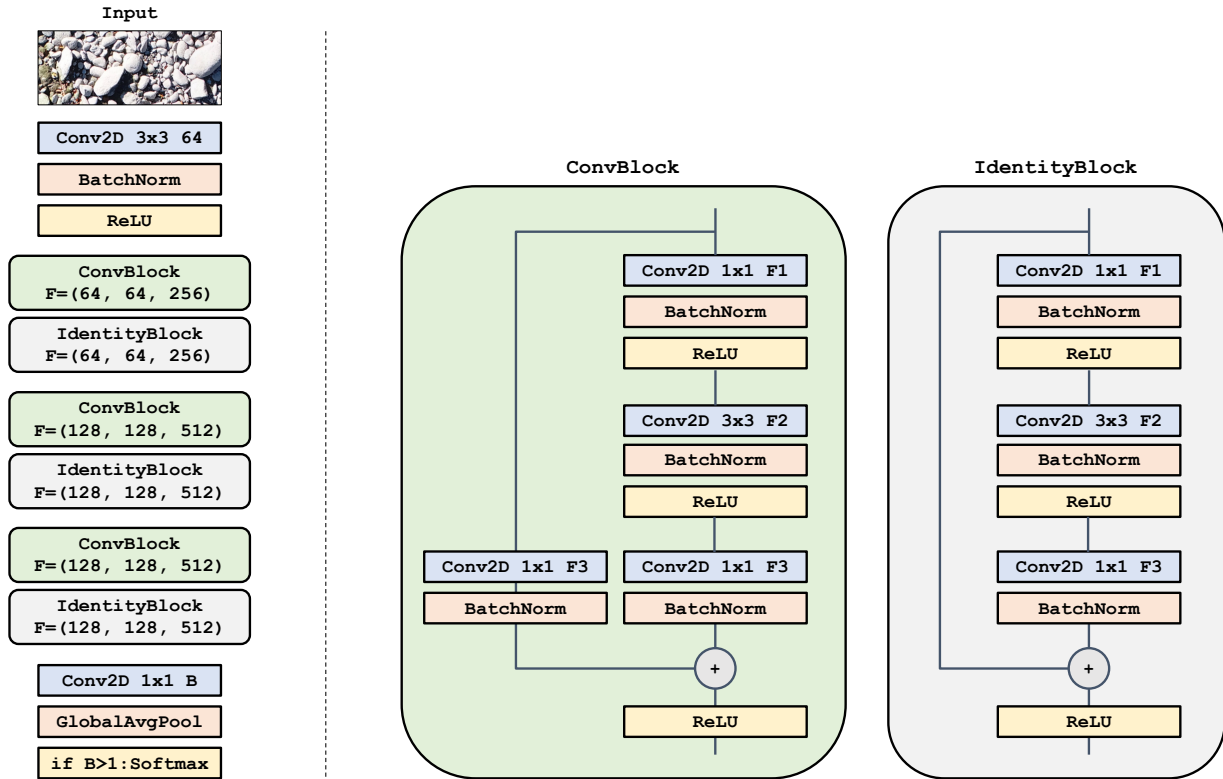 Input
Conv2D 3x3 64
BatchNorm
ReLU
ConvBlock
F=(64, 64, 256)
IdentityBlock
F=(64, 64, 256)
ConvBlock
F=(128, 128, 512)
IdentityBlock
F=(128, 128, 512)
ConvBlock
F=(128, 128, 512)
IdentityBlock
F=(128, 128, 512)
Conv2D 1x1 B
GlobalAvgPool
if B>1:Softmax
ConvBlock
Conv2D 1x1 F1
BatchNorm
ReLU
Conv2D 3x3 F2
BatchNorm
ReLU
Conv2D 1x1 F3
BatchNorm
Conv2D 1x1 F3
BatchNorm
+
ReLU
IdentityBlock
Conv2D 1x1 F1
BatchNorm
ReLU
Conv2D 3x3 F2
BatchNorm
ReLU
Conv2D 1x1 F3
BatchNorm
+
ReLU